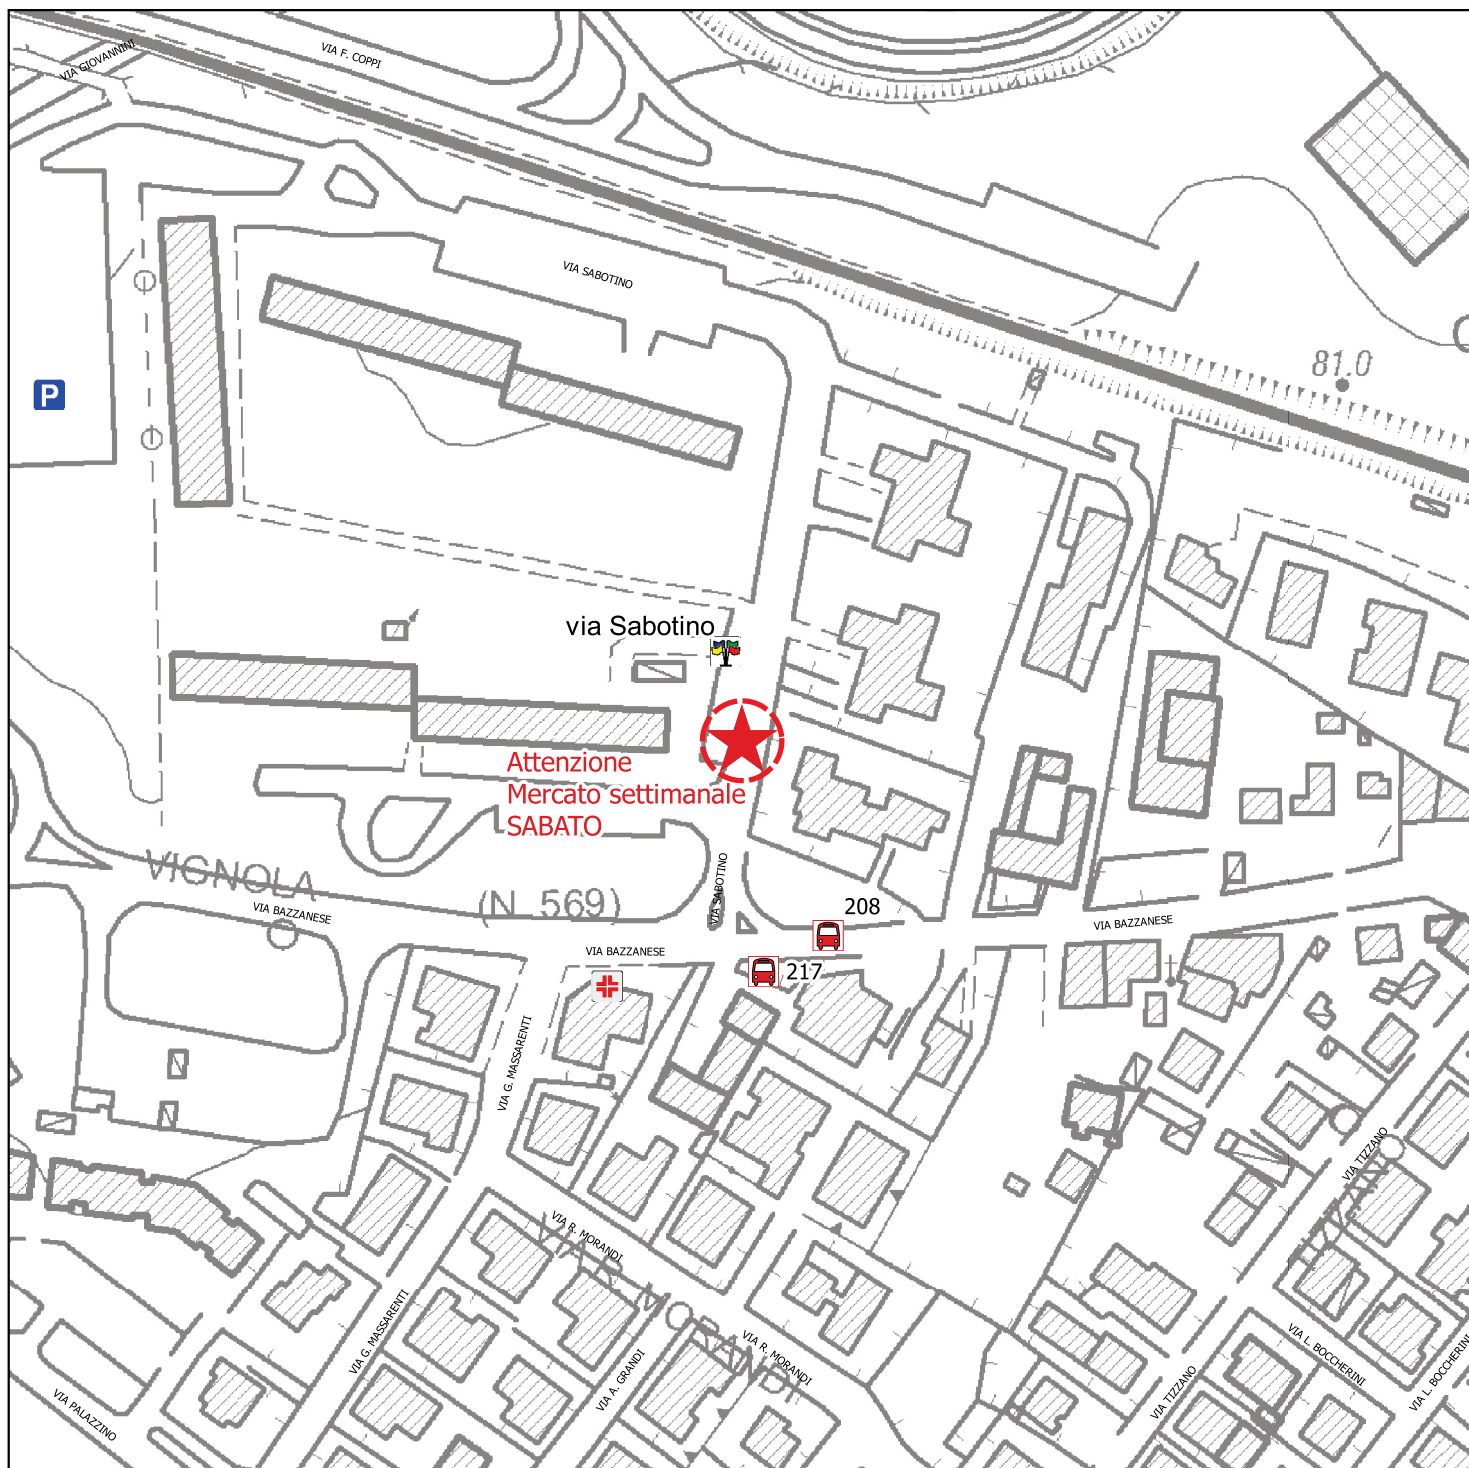 VIA GIOVANNINI
VIA F. COPPI
VIA SABOTINO
81.0
P
via Sabotino
Attenzione
Mercato settimanale
SABATO
VIGNOLA
(N 569)
VIA BAZZANESE
VIA SABOTINO
208
VIA BAZZANESE
VIA BAZZANESE
217
VIA G. MASSARENTI
VIA TIZZANO
TIZZANO
VIA R. MORANDI
VIA R MORANDI
VIA G. MASSARENTI
VIA A. GRANDI
VIA R. MORANDI
VIA L. BOCCHERINI
VIA L. BOCCHERINI
VIA TIZZANO
VIA PALAZZINO